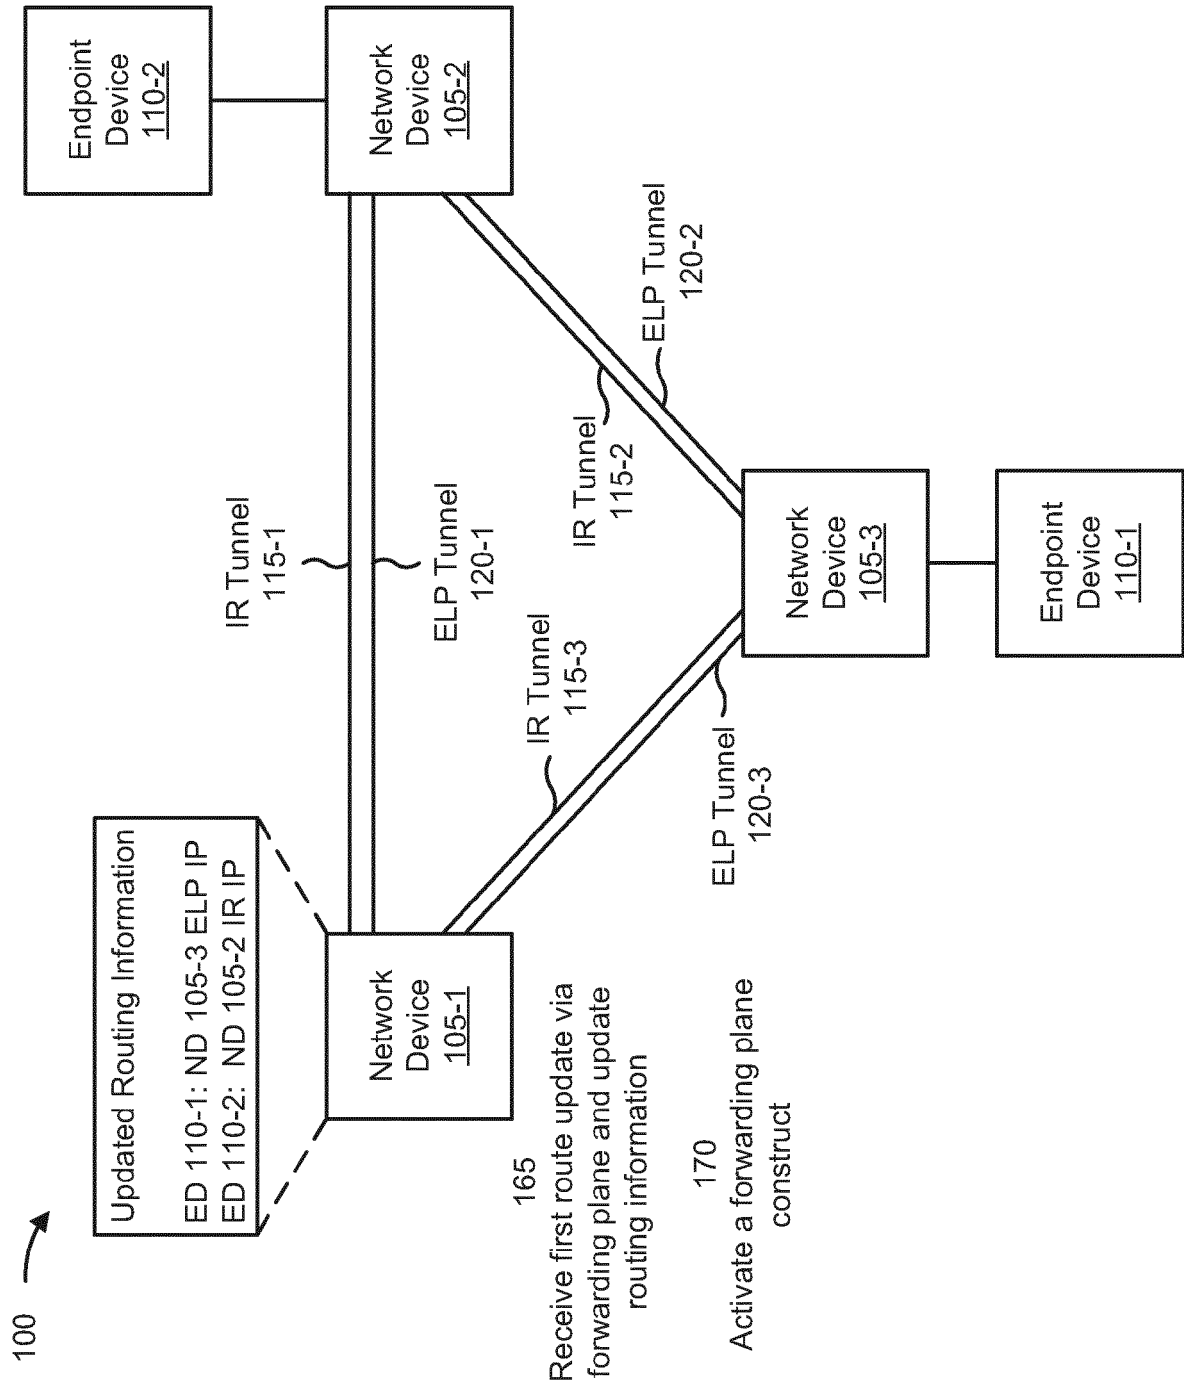 100
Updated Routing Information
ED 110-1: ND 105-3 ELP IP
ED 110-2: ND 105-2 IR IP
Network
Device
105-1
165
Receive first route update via
forwarding plane and update
routing information
170
Activate a forwarding plane
construct
IR Tunnel
115-1
ELP Tunnel
120-1
IR Tunnel
115-3
ELP Tunnel
120-3
IR Tunnel
115-2
ELP Tunnel
120-2
Network
Device
105-3
Endpoint
Device
110-1
Endpoint
Device
110-2
Network
Device
105-2